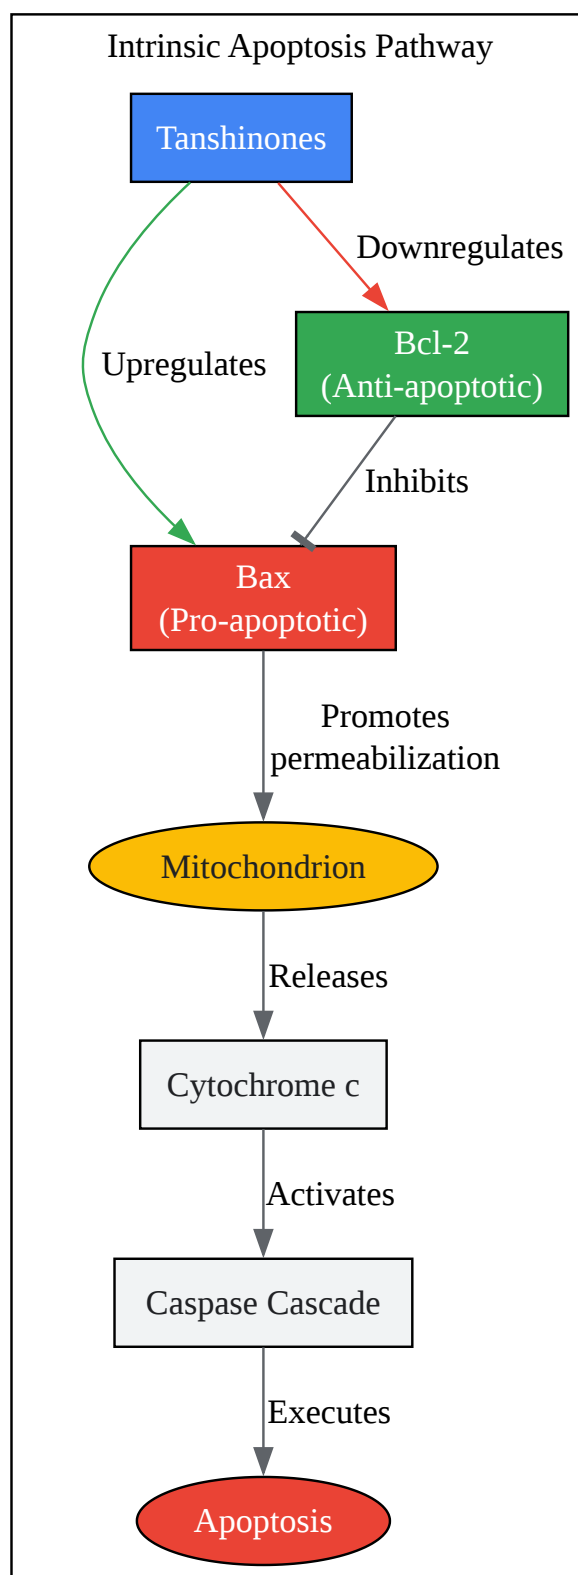 Intrinsic Apoptosis Pathway
Tanshinones
Downregulates
Bcl-2
(Anti-apoptotic)
Upregulates
Inhibits
Bax
(Pro-apoptotic)
Promotes
permeabilization
Mitochondrion
Releases
Cytochrome c
Activates
Caspase Cascade
Executes
Apoptosis